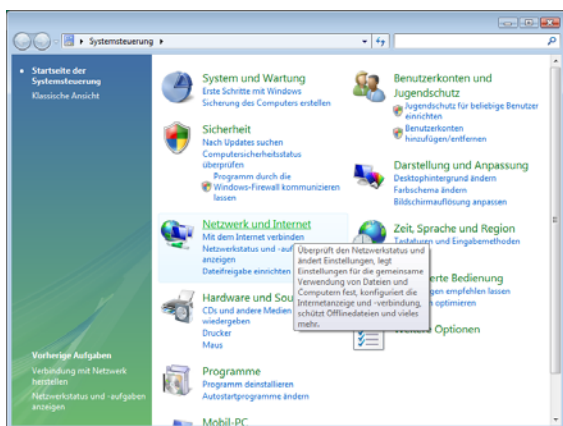 Systemsteuerung
Startseite der
Systemsteuerung
Klassische Ansicht
Vorherige Aufgaben
Verbindung mit Netzwerk
herstellen
Netzwerkstatus und -aufgaben
anzeigen
System und Wartung
Erste Schritte mit Windows
Sicherung des Computers erstellen
Sicherheit
Nach Updates suchen
Computersicherheitsstatus
überprüfen
Programm durch die
Windows-Firewall kommunizieren
lassen
Netzwerk und Internet
Mit dem Internet verbinden
Netzwerkstatus und -auf
anzeigen
Dateifreigabe einrichten
Überprüft den Netzwerkstatus und
ändert Einstellungen, legt
Einstellungen für die gemeinsame
Verwendung von Dateien und
Computern fest, konfiguriert die
Internetanzeige und -verbindung,
schützt Offlinedateien und vieles
mehr.
Hardware und Sou
CDs und andere Medien
wiedergeben
Drucker
Maus
Programme
Programm deinstallieren
Autostartprogramme ändern
Mobil-PC
Benutzerkonten und
Jugendschutz
Jugendschutz für beliebige Benutzer
einrichten
Benutzerkonten
hinzufügen/entfernen
Darstellung und Anpassung
Desktophintergrund ändern
Farbschema ändern
Bildschirmauflösung anpassen
Zeit, Sprache und Region
Tastaturen und Eingabemethoden
erte Bedienung
gen empfehlen lassen
optimieren
Weitere Optionen